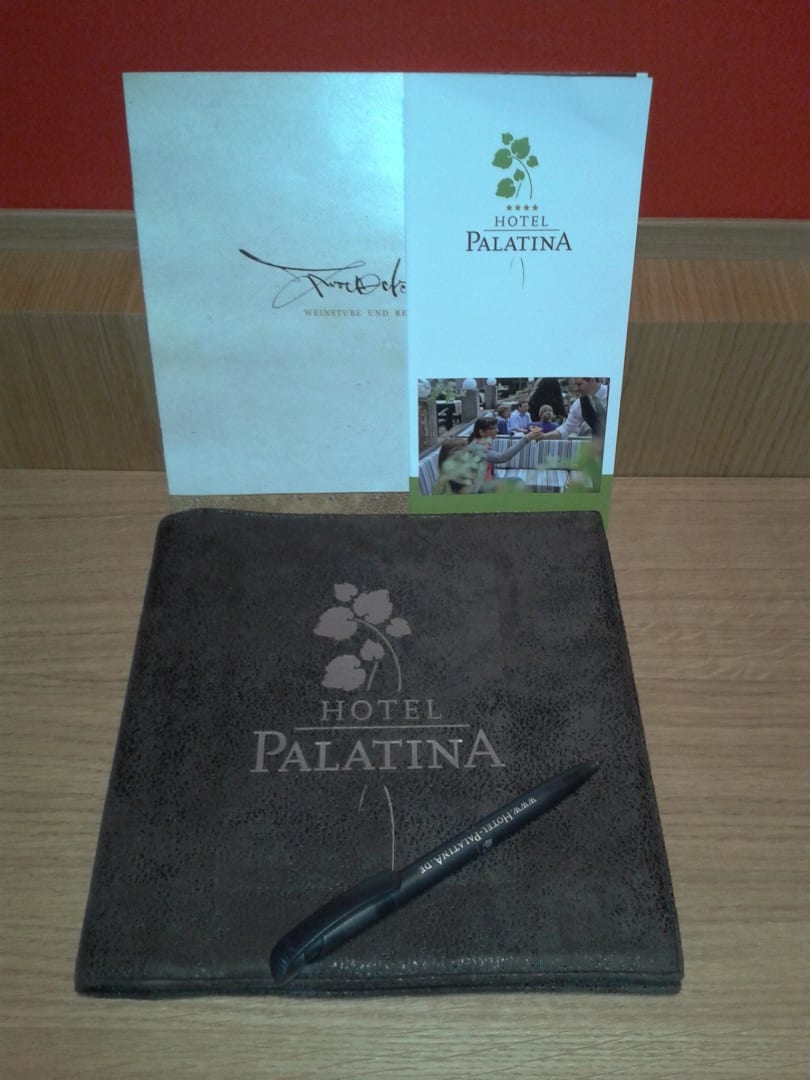 WEINSTUBE UND RE
★★★★
HOTEL
PALATINA
HOTEL
PALATINA
WWW.HOTEL-PALATINA.DE